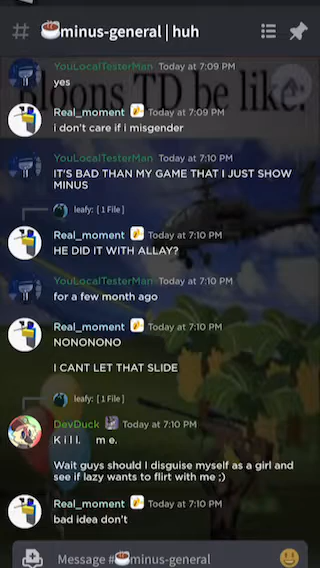 # ☕minus-general | huh
Bloons TD be like:
YouLocalTesterMan Today at 7:09 PM
yes
Real_moment Today at 7:09 PM
i don't care if i misgender
YouLocalTesterMan Today at 7:10 PM
IT'S BAD THAN MY GAME THAT I JUST SHOW
MINUS
leafy: [ 1 File ]
Real_moment Today at 7:10 PM
HE DID IT WITH ALLAY?
YouLocalTesterMan Today at 7:10 PM
for a few month ago
Real_moment Today at 7:10 PM
NONONONO
I CANT LET THAT SLIDE
leafy: [ 1 File ]
DevDuck Today at 7:10 PM
K i l l. m e.
Wait guys should I disguise myself as a girl and
see if lazy wants to flirt with me ;)
Real_moment Today at 7:10 PM
bad idea don't
Message #☕minus-general